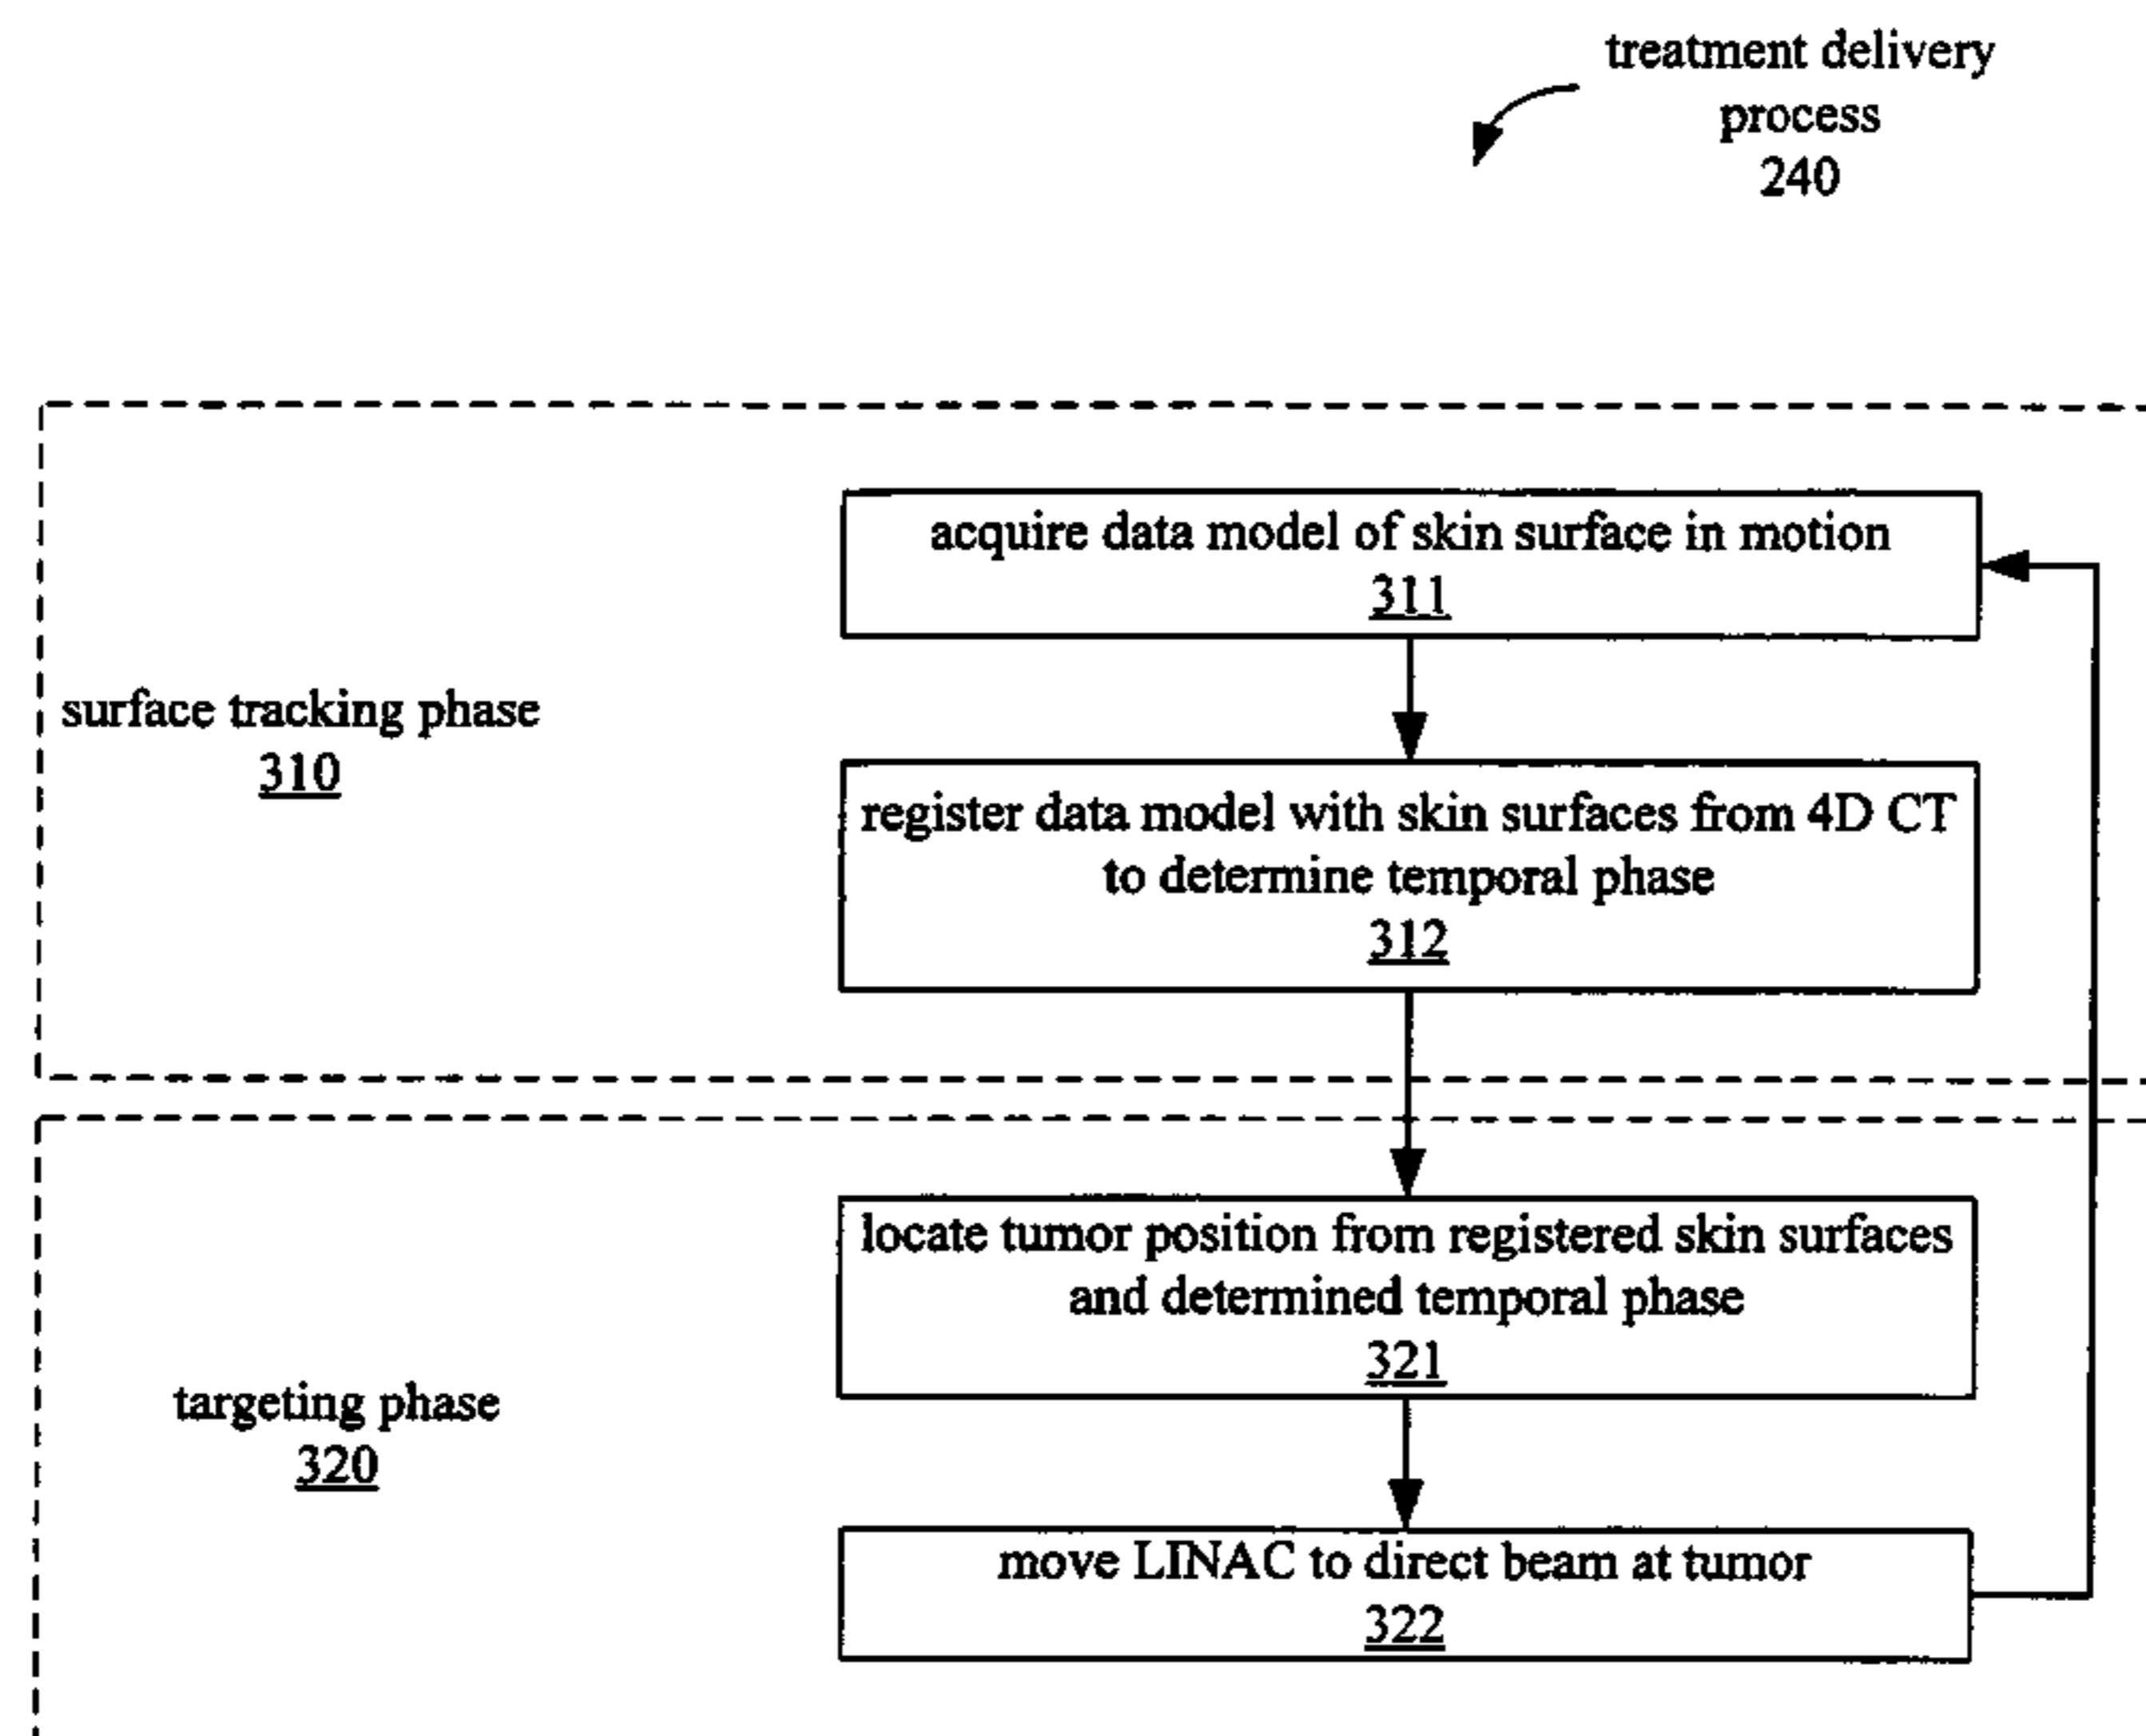 treatment delivery
process
240
acquire data model of skin surface in motion
311
surface tracking phase
310
register data model with skin surfaces from 4D CT
to determine temporal phase
312
locate tumor position from registered skin surfaces
and determined temporal phase
321
targeting phase
320
move LINAC to direct beam at tumor
322